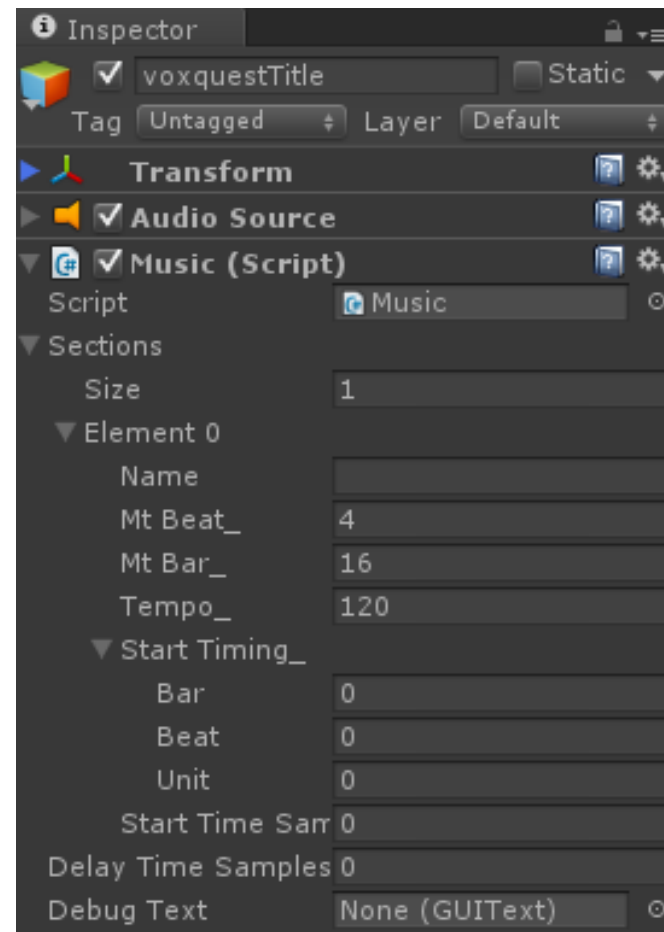 Inspector
voxquestTitle Static
Tag Untagged Layer Default
Transform
Audio Source
Music (Script)
Script Music
Sections
Size 1
Element 0
Name
Mt Beat_ 4
Mt Bar_ 16
Tempo_ 120
Start Timing_
Bar 0
Beat 0
Unit 0
Start Time Sam 0
Delay Time Samples 0
Debug Text None (GUIText)